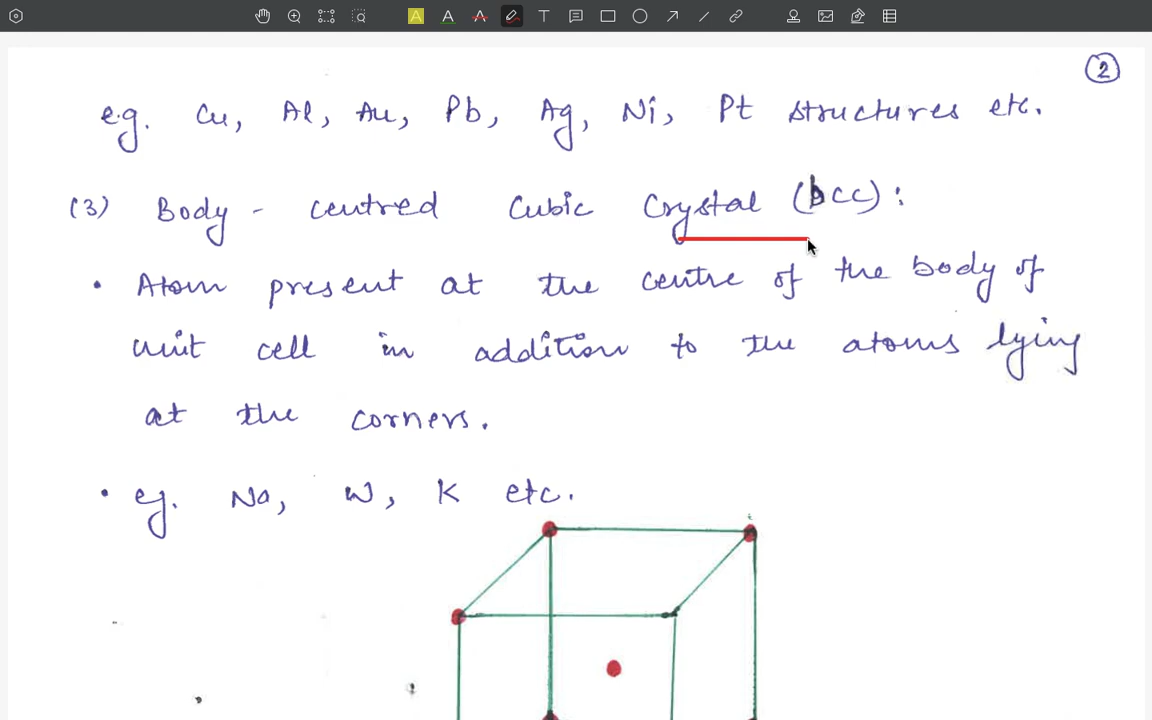 2
e.g. Cu, Al, Au, Pb, Ag, Ni, Pt structures etc.
(3) Body - centred Cubic Crystal (bcc):
• Atom present at the centre of the body of
unit cell in addition to the atoms lying
at the corners.
• eg. Na, W, K etc.